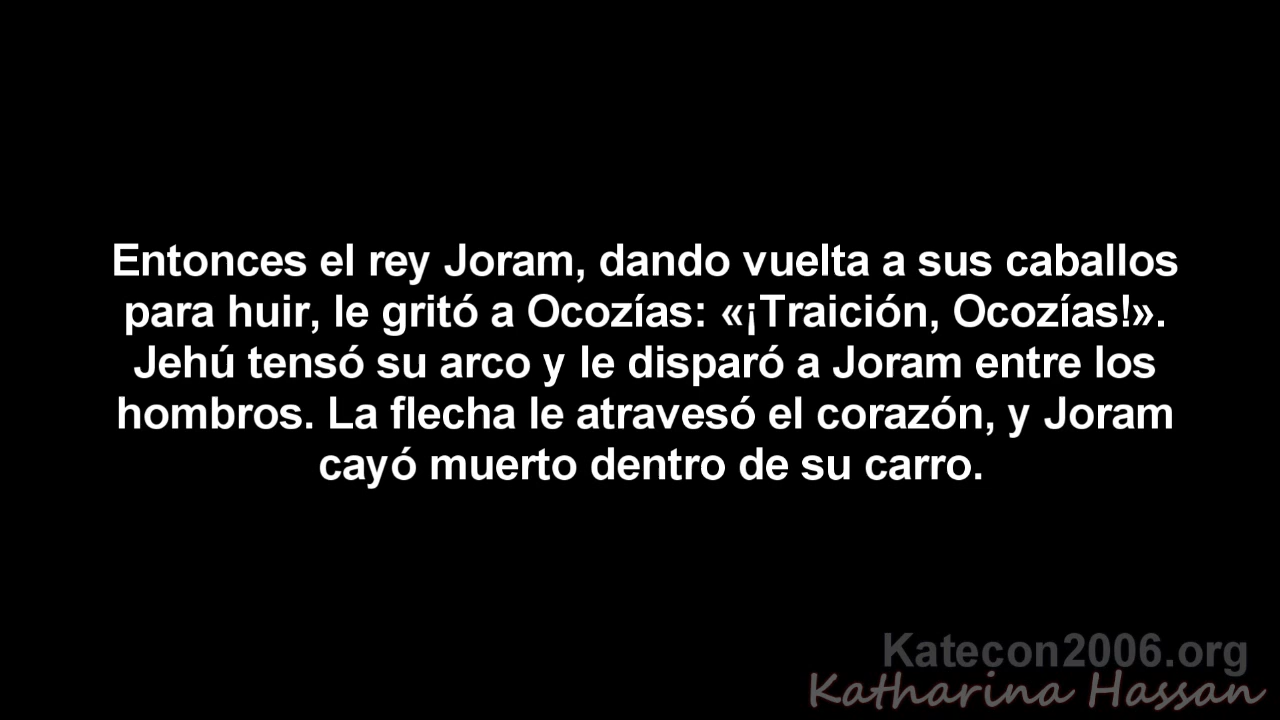 Entonces el rey Joram, dando vuelta a sus caballos
para huir, le gritó a Ocozías: «¡Traición, Ocozías!».
Jehú tensó su arco y le disparó a Joram entre los
hombros. La flecha le atravesó el corazón, y Joram
cayó muerto dentro de su carro.
Katecon2006.org
Katharina Hassan